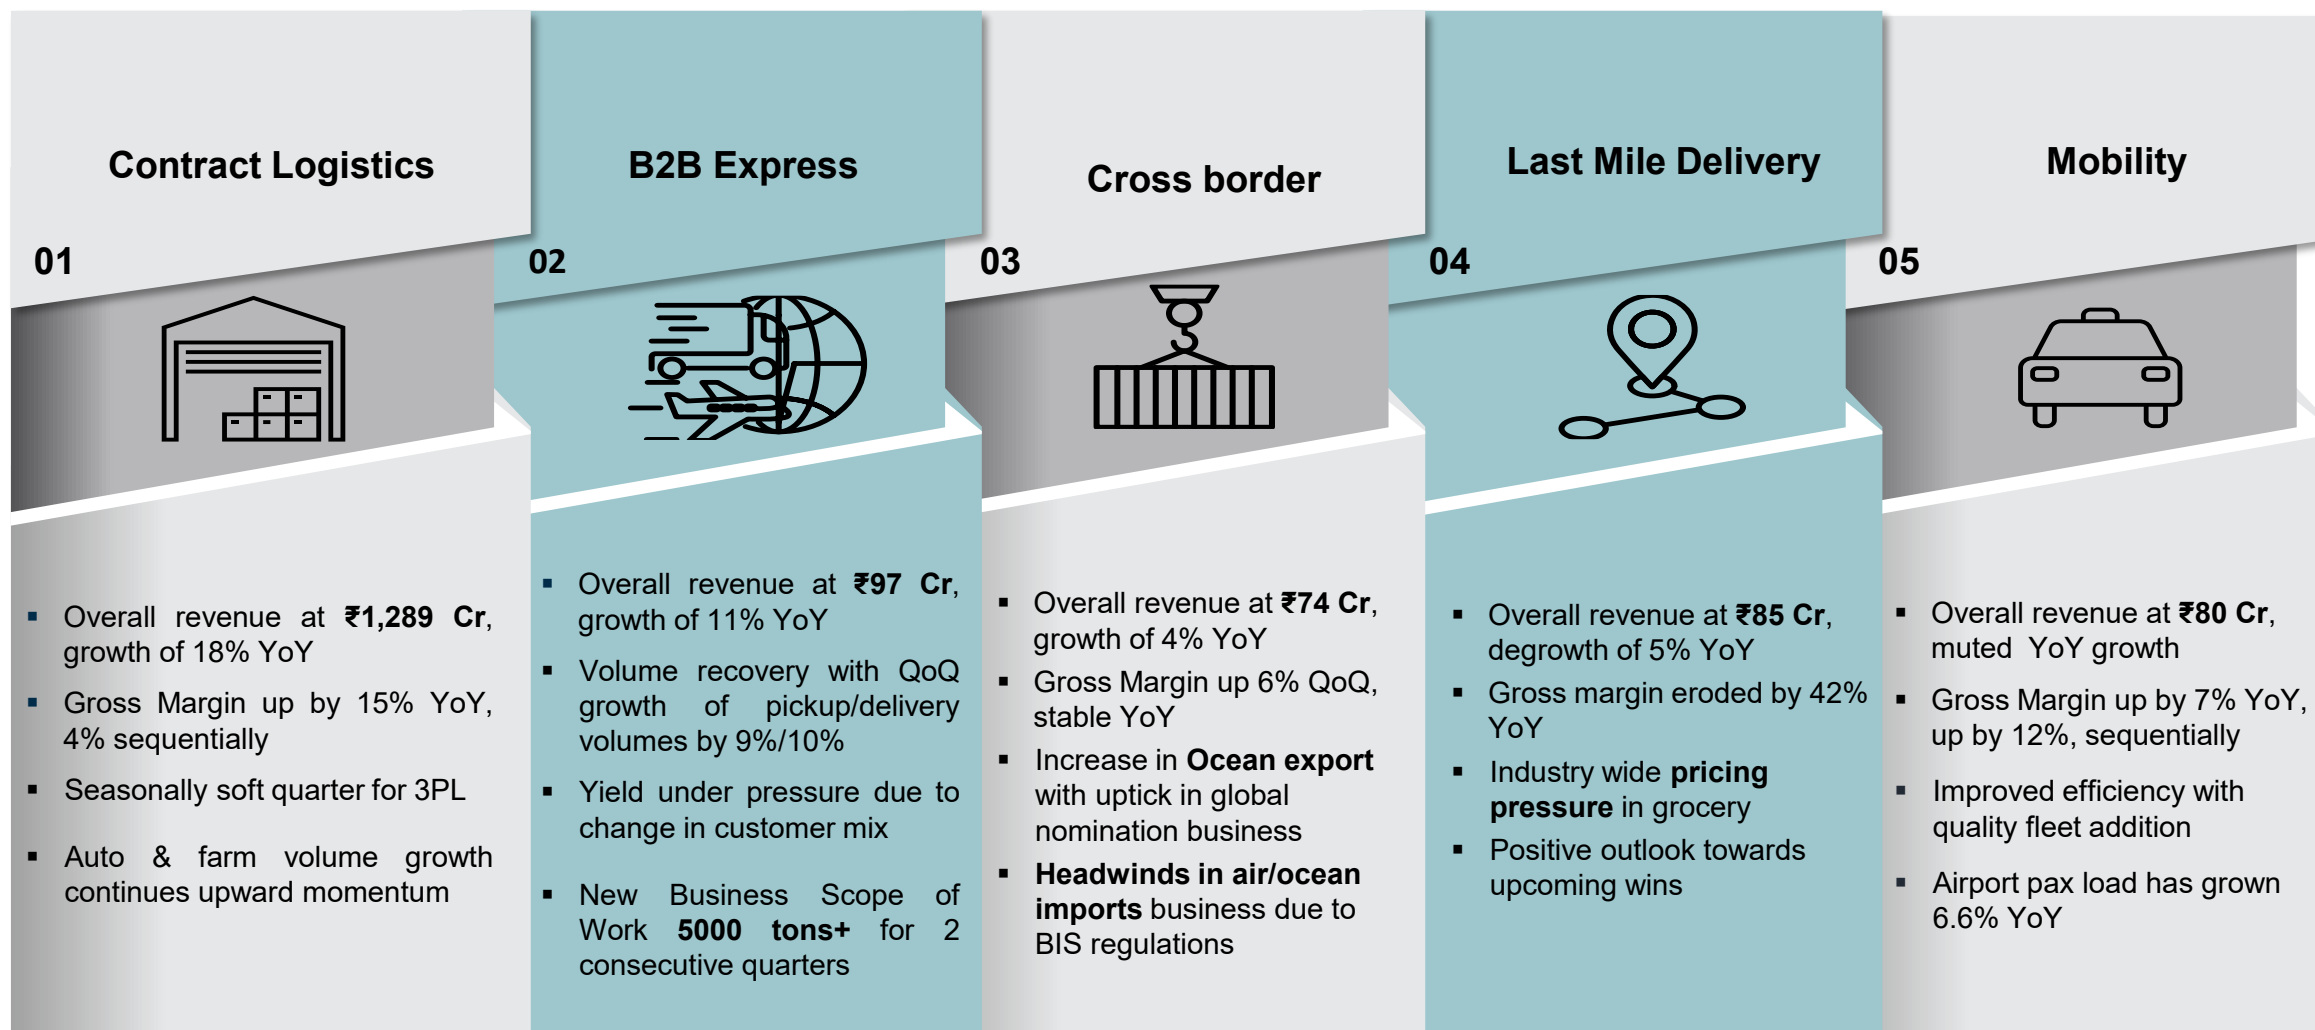 Contract Logistics
01
Overall revenue at ₹1,289 Cr,
growth of 18% YoY
Gross Margin up by 15% YoY,
4% sequentially
Seasonally soft quarter for 3PL
Auto & farm volume growth
continues upward momentum
B2B Express
02
Overall revenue at ₹97 Cr,
growth of 11% YoY
Volume recovery with QoQ
growth of pickup/delivery
volumes by 9%/10%
Yield under pressure due to
change in customer mix
New Business Scope of
Work 5000 tons+ for 2
consecutive quarters
Cross border
03
Overall revenue at ₹74 Cr,
growth of 4% YoY
Gross Margin up 6% QoQ,
stable YoY
Increase in Ocean export
with uptick in global
nomination business
Headwinds in air/ocean
imports business due to
BIS regulations
Last Mile Delivery
04
Overall revenue at ₹85 Cr,
degrowth of 5% YoY
Gross margin eroded by 42%
YoY
Industry wide pricing
pressure in grocery
Positive outlook towards
upcoming wins
Mobility
05
Overall revenue at ₹80 Cr,
muted YoY growth
Gross Margin up by 7% YoY,
up by 12%, sequentially
Improved efficiency with
quality fleet addition
Airport pax load has grown
6.6% YoY